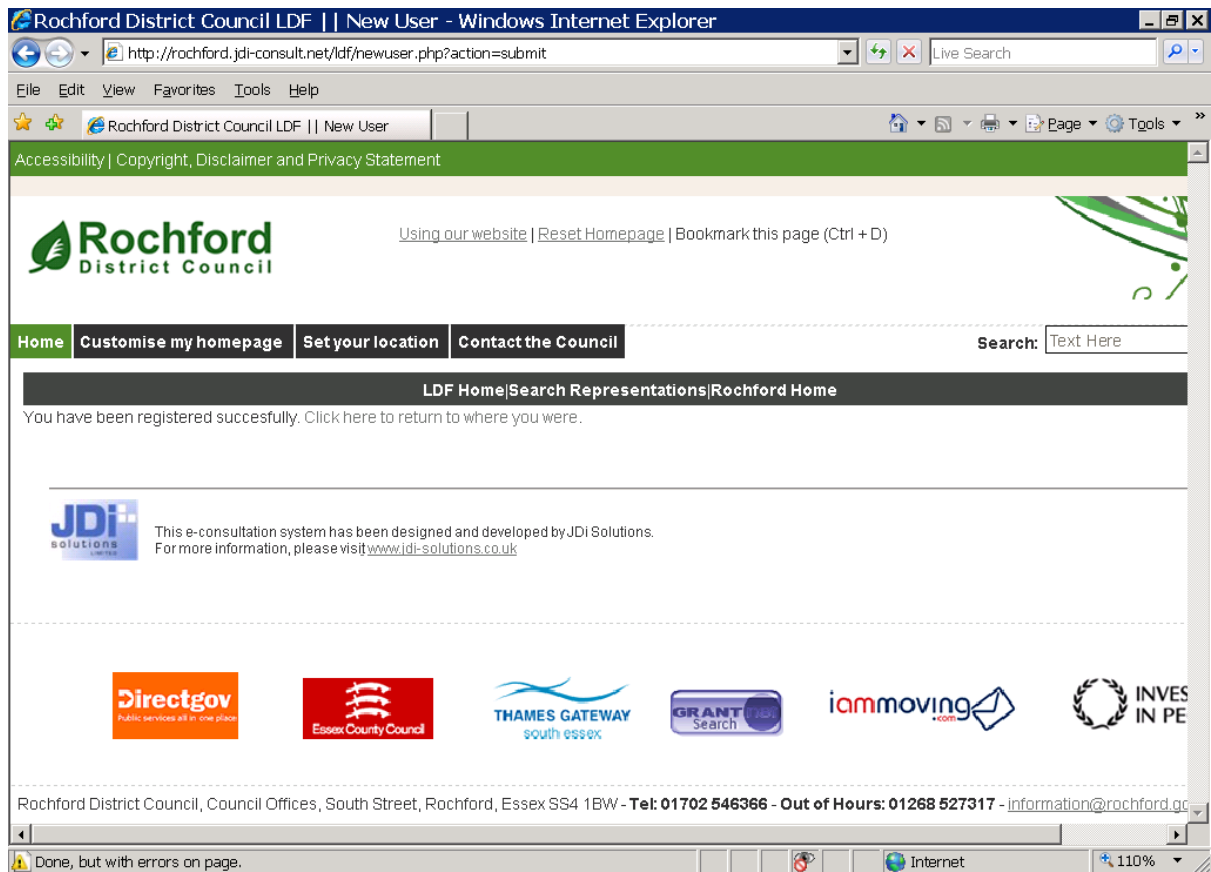 Rochford District Council LDF || New User - Windows Internet Explorer
http://rochford.jdi-consult.net/ldf/newuser.php?action=submit
Live Search
File Edit View Favorites Tools Help
Rochford District Council LDF || New User
Page Tools »
Accessibility | Copyright, Disclaimer and Privacy Statement
Rochford
District Council
Using our website | Reset Homepage | Bookmark this page (Ctrl + D)
Home Customise my homepage Set your location Contact the Council Search: Text Here
LDF Home|Search Representations|Rochford Home
You have been registered succesfully. Click here to return to where you were.
JDi
solutions
LIMITED
This e-consultation system has been designed and developed by JDi Solutions.
For more information, please visit www.jdi-solutions.co.uk
Directgov
Public services all in one place
Essex County Council
THAMES GATEWAY
south essex
GRANT
Search
iammoving
.com
INVES
IN PE
Rochford District Council, Council Offices, South Street, Rochford, Essex SS4 1BW - Tel: 01702 546366 - Out of Hours: 01268 527317 - information@rochford.go
Done, but with errors on page.
Internet
110%